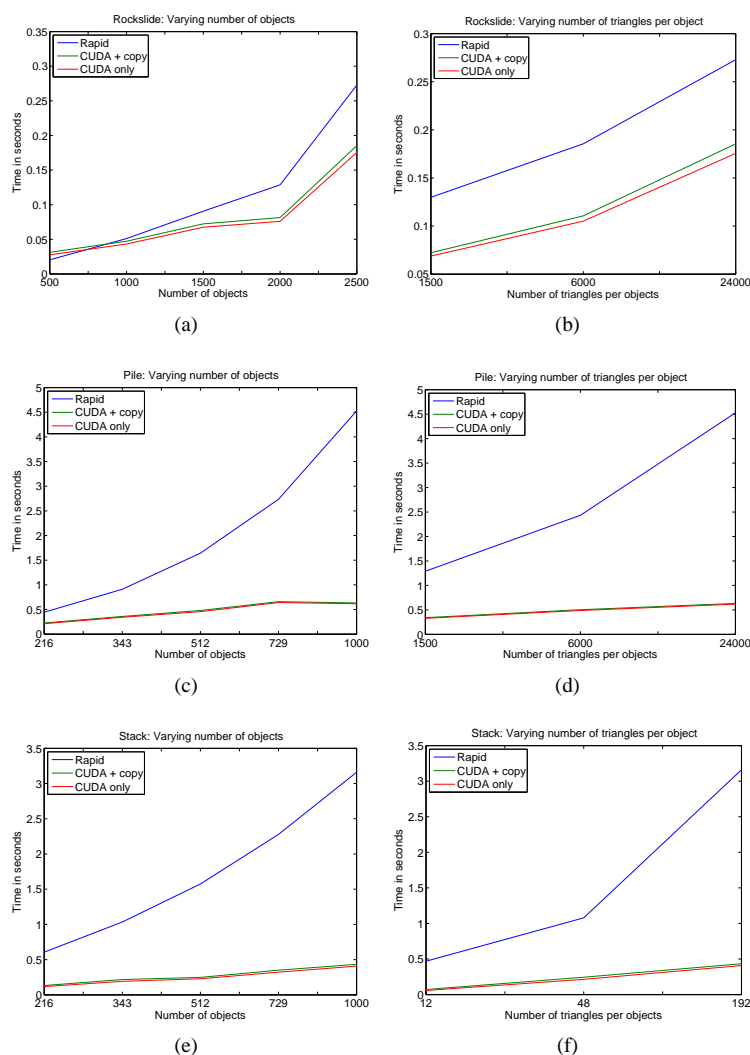 Rockslide: Varying number of objects
0.35
0.3
0.25
0.2
0.15
0.1
0.05
0
Time in seconds
Rapid
CUDA + copy
CUDA only
500 1000 1500 2000 2500
Number of objects
(a)
Rockslide: Varying number of triangles per object
0.3
0.25
0.2
0.15
0.1
0.05
Time in seconds
Rapid
CUDA + copy
CUDA only
1500 6000 24000
Number of triangles per objects
(b)
Pile: Varying number of objects
5
4.5
4
3.5
3
2.5
2
1.5
1
0.5
0
Time in seconds
Rapid
CUDA + copy
CUDA only
216 343 512 729 1000
Number of objects
(c)
Pile: Varying number of triangles per object
5
4.5
4
3.5
3
2.5
2
1.5
1
0.5
0
Time in seconds
Rapid
CUDA + copy
CUDA only
1500 6000 24000
Number of triangles per objects
(d)
Stack: Varying number of objects
3.5
3
2.5
2
1.5
1
0.5
0
Time in seconds
Rapid
CUDA + copy
CUDA only
216 343 512 729 1000
Number of objects
(e)
Stack: Varying number of triangles per object
3.5
3
2.5
2
1.5
1
0.5
0
Time in seconds
Rapid
CUDA + copy
CUDA only
12 48 192
Number of triangles per objects
(f)